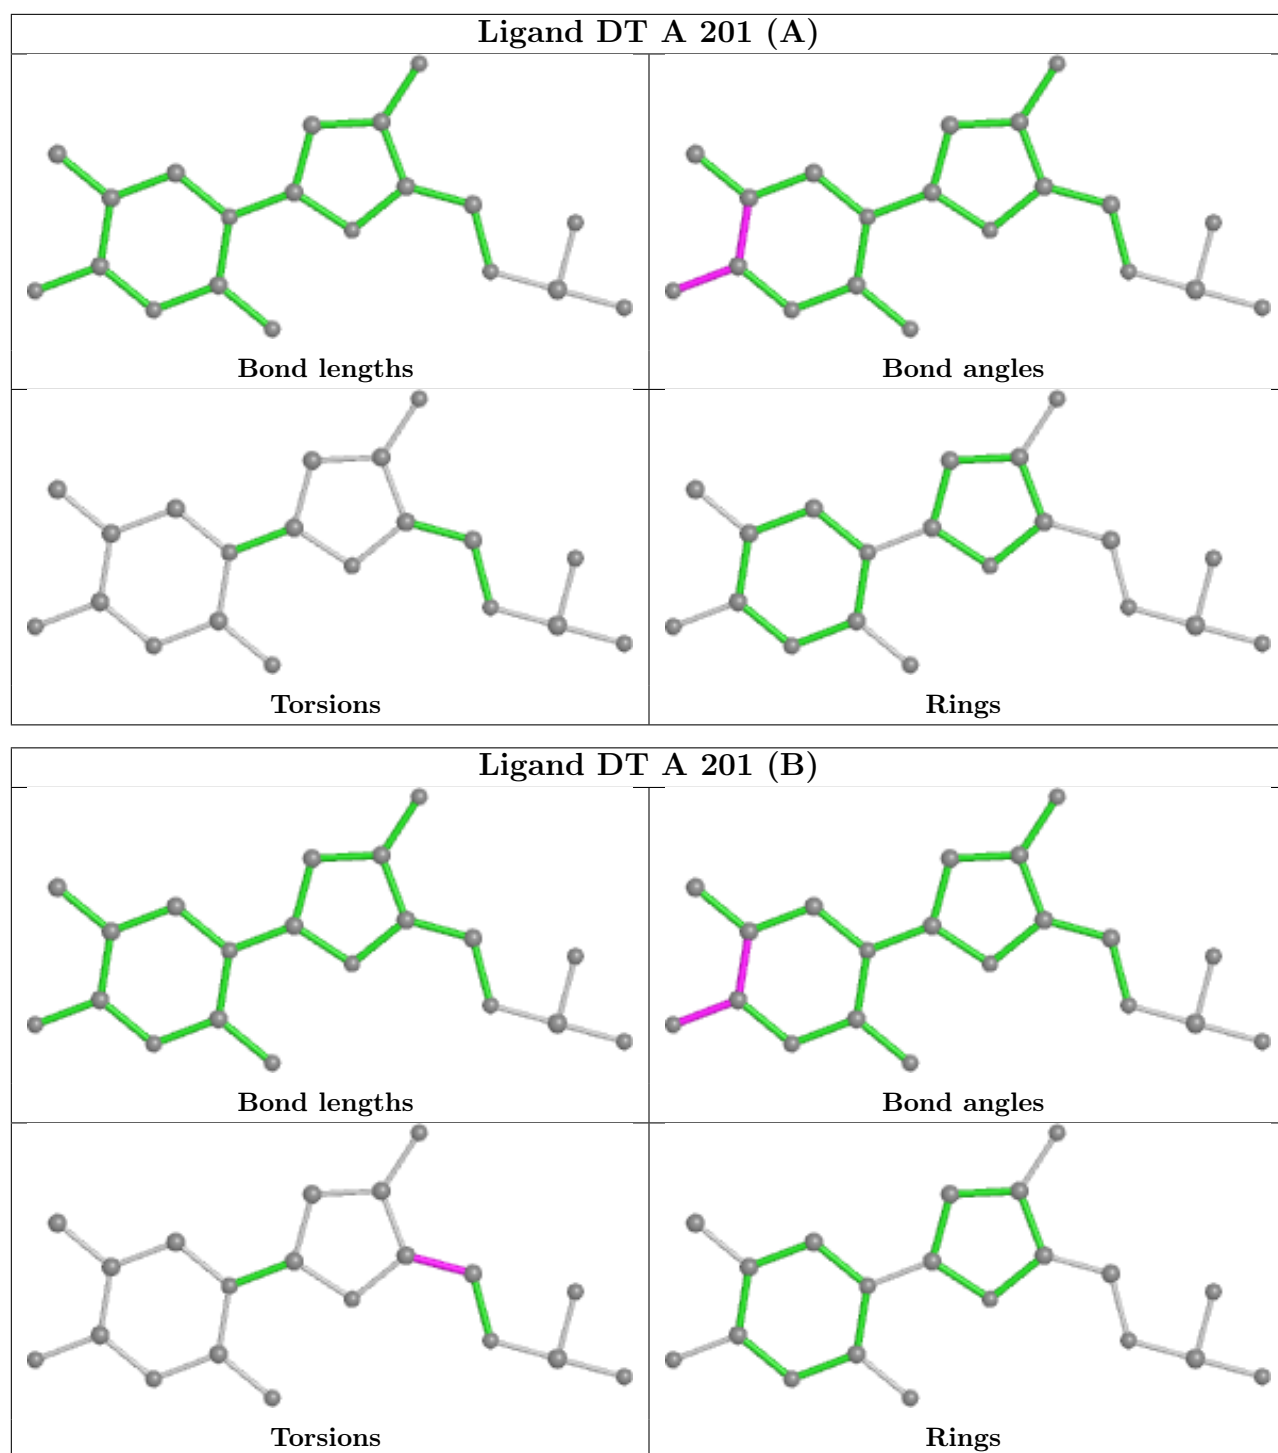 Ligand DT A 201 (A)
Bond lengths
Bond angles
Torsions
Rings
Ligand DT A 201 (B)
Bond lengths
Bond angles
Torsions
Rings